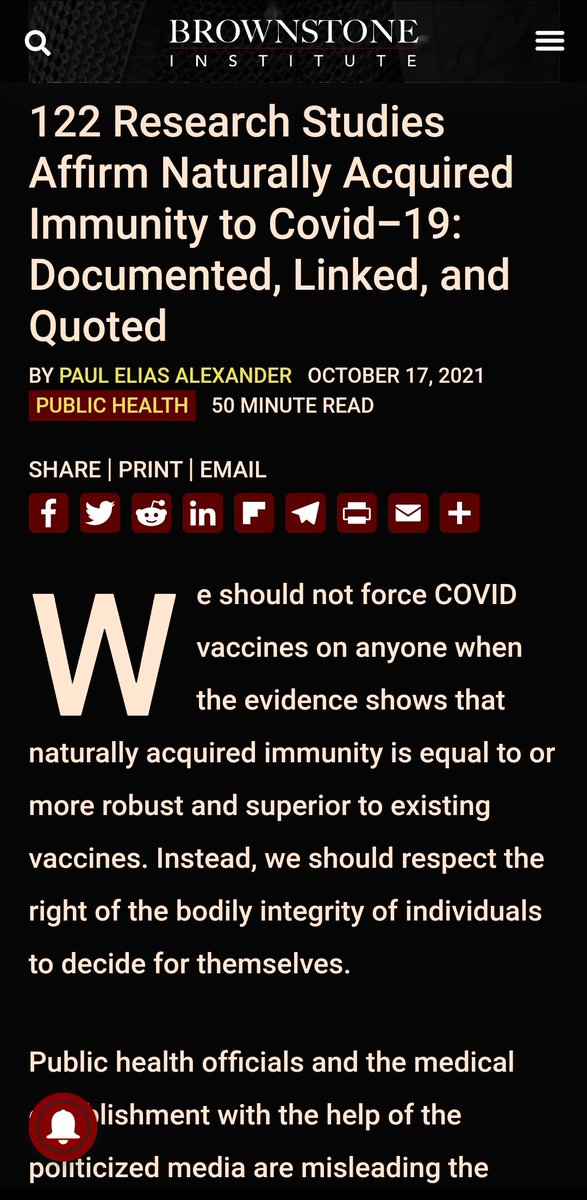 BROWNSTONE
INSTITUTE
122 Research Studies
Affirm Naturally Acquired
Immunity to Covid–19:
Documented, Linked, and
Quoted
BY PAUL ELIAS ALEXANDER OCTOBER 17, 2021
PUBLIC HEALTH 50 MINUTE READ
SHARE | PRINT | EMAIL
We should not force COVID
vaccines on anyone when
the evidence shows that
naturally acquired immunity is equal to or
more robust and superior to existing
vaccines. Instead, we should respect the
right of the bodily integrity of individuals
to decide for themselves.
Public health officials and the medical
blishment with the help of the
politicized media are misleading the